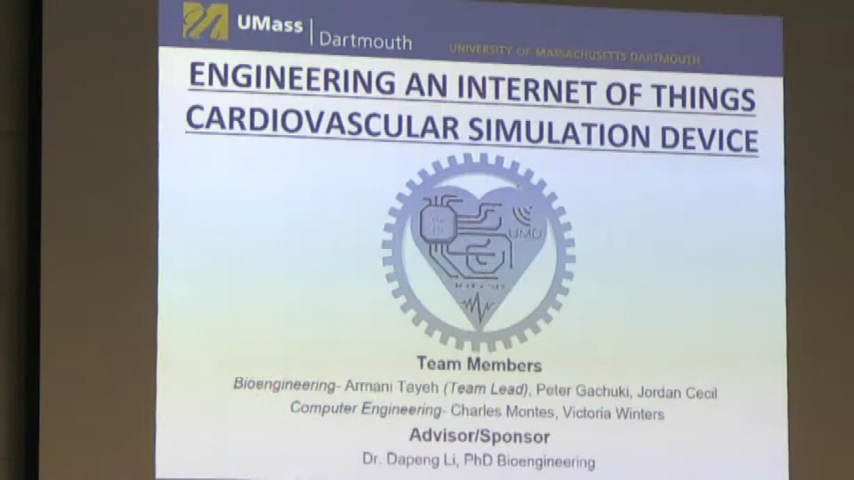 UMass
Dartmouth
UNIVERSITY OF MASSACHUSETTS DARTMOUTH
ENGINEERING AN INTERNET OF THINGS
CARDIOVASCULAR SIMULATION DEVICE
UMD
Team Members
Bioengineering- Armani Tayeh (Team Lead), Peter Gachuki, Jordan Cecil
Computer Engineering- Charles Montes, Victoria Winters
Advisor/Sponsor
Dr. Dapeng Li, PhD Bioengineering